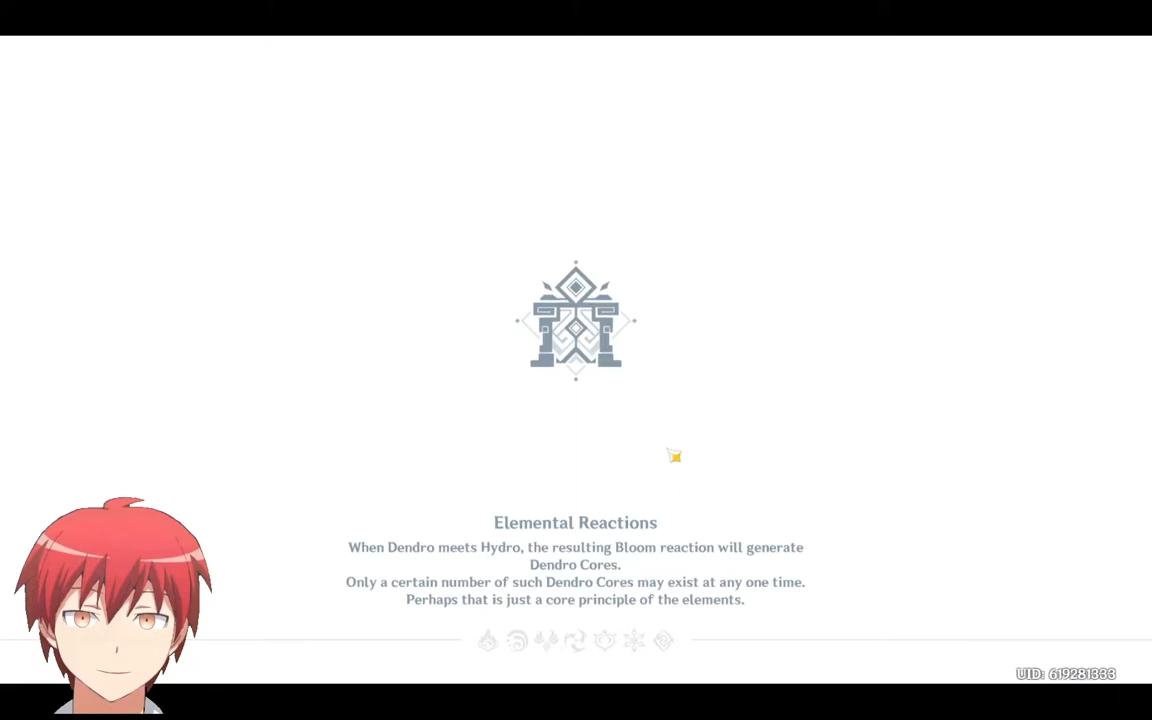 Elemental Reactions
When Dendro meets Hydro, the resulting Bloom reaction will generate
Dendro Cores.
Only a certain number of such Dendro Cores may exist at any one time.
Perhaps that is just a core principle of the elements.
UID: 619281333